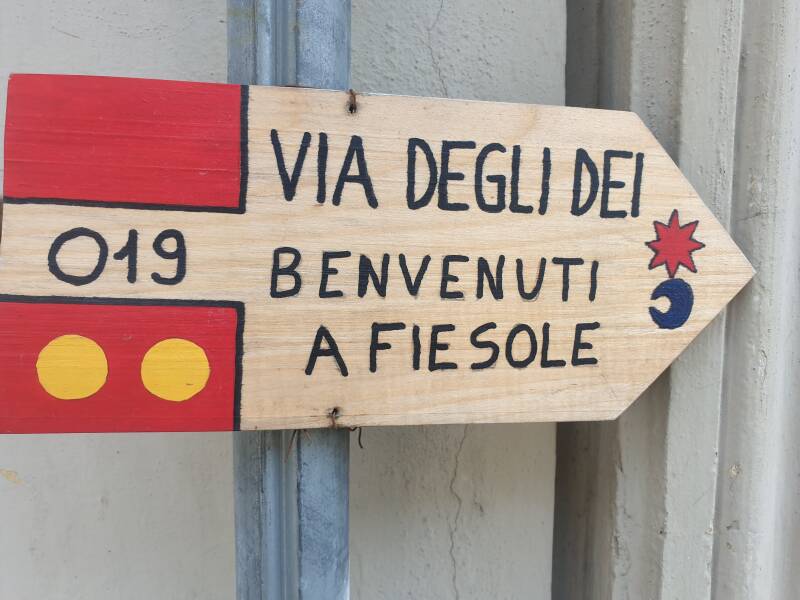 019
VIA DEGLI DEI
BENVENUTI
A FIESOLE